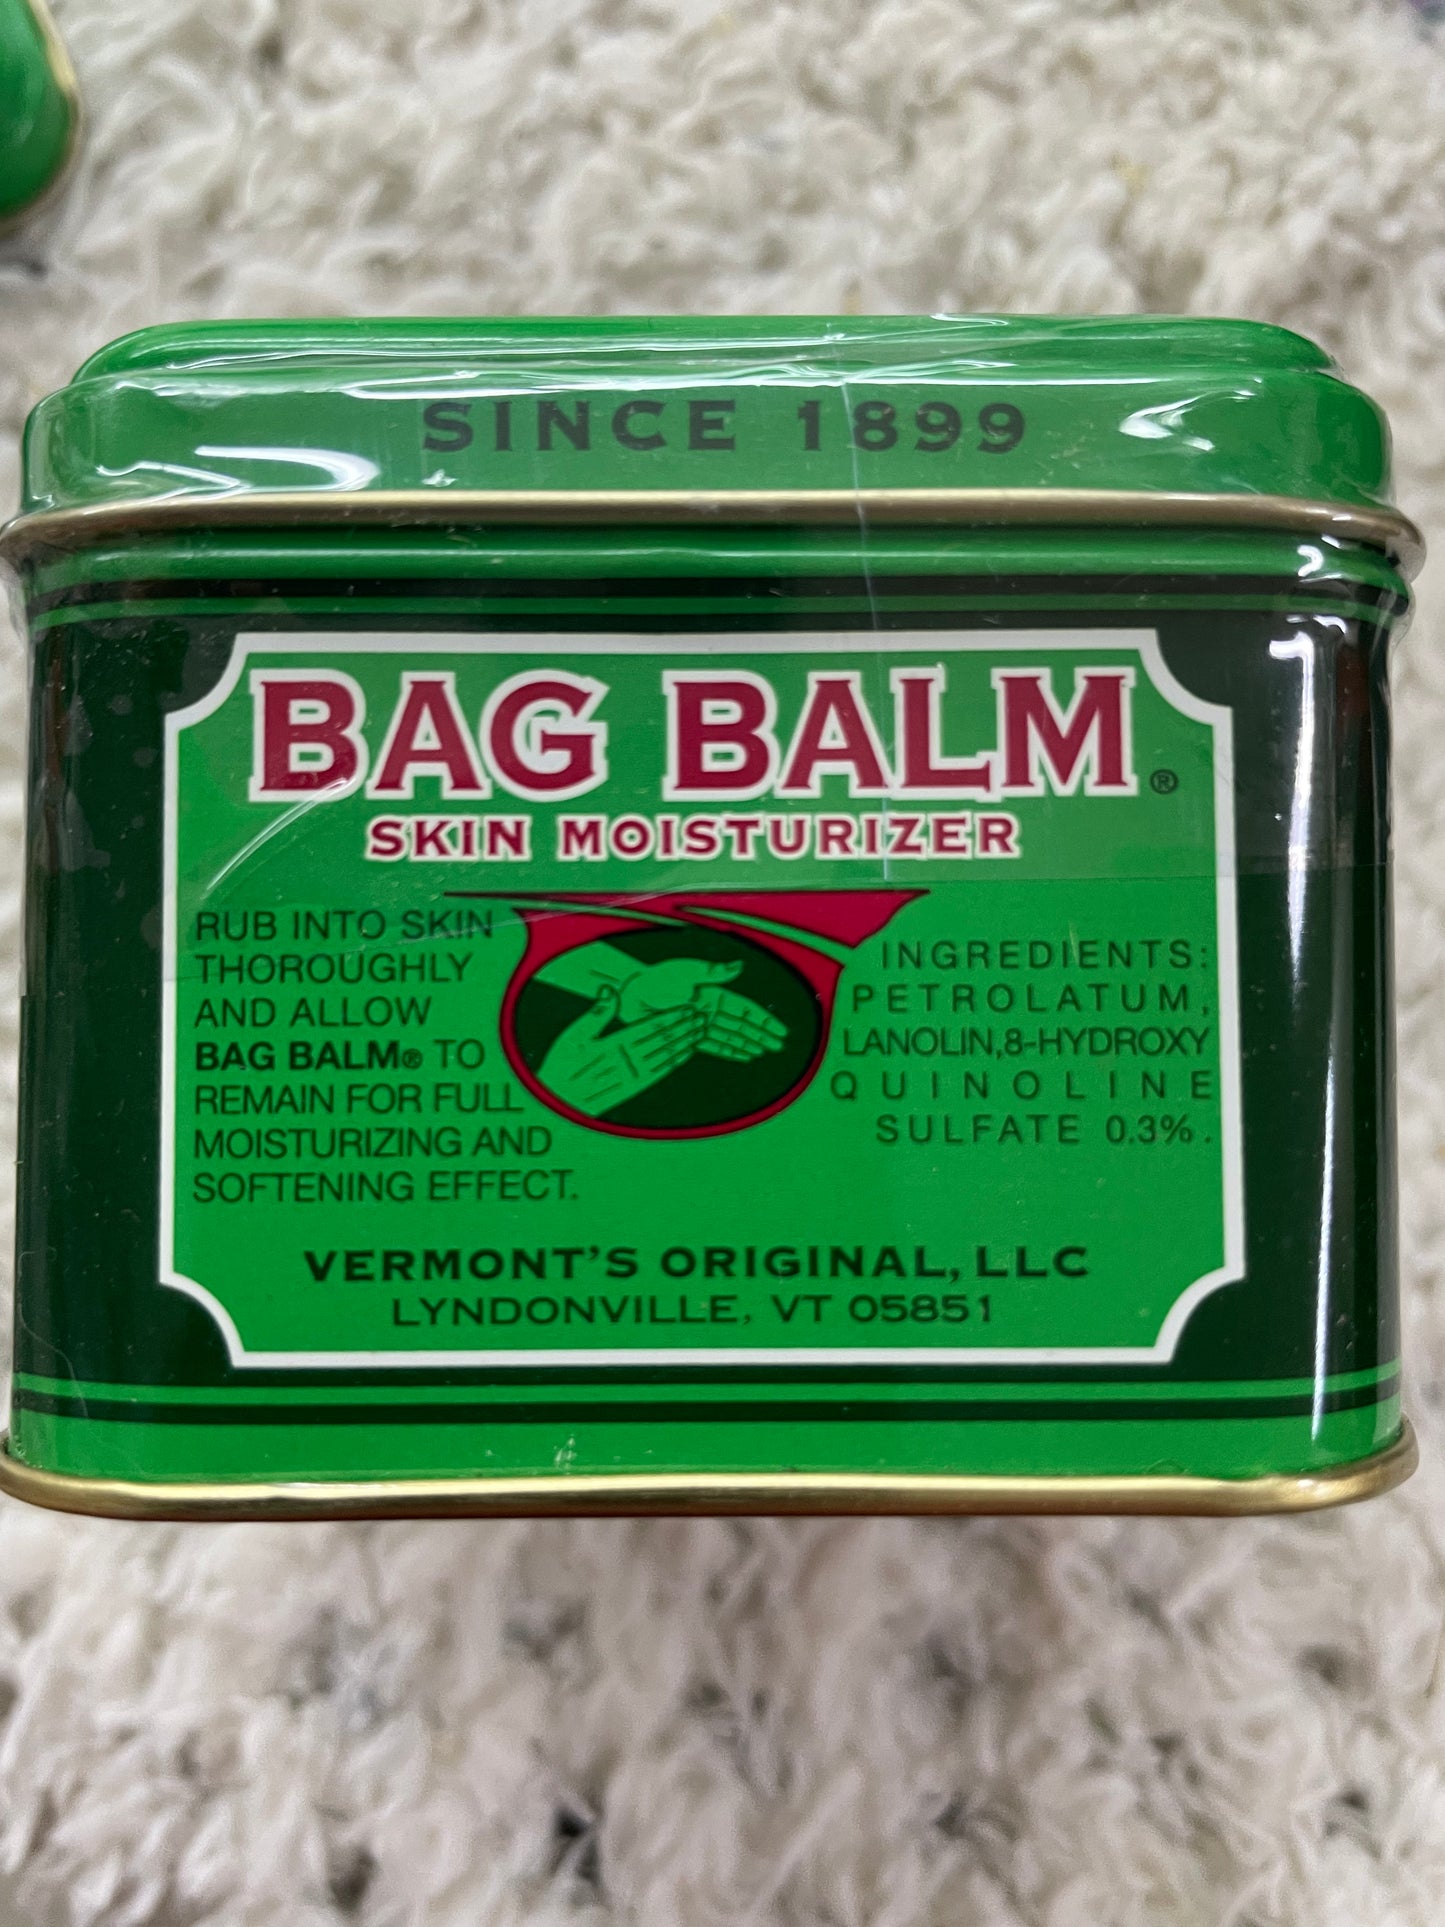 SINCE 1899
BAG BALM®
SKIN MOISTURIZER
RUB INTO SKIN
THOROUGHLY
AND ALLOW
BAG BALM® TO
REMAIN FOR FULL
MOISTURIZING AND
SOFTENING EFFECT.
INGREDIENTS:
PETROLATUM,
LANOLIN,8-HYDROXY
QUINOLINE
SULFATE 0.3%.
VERMONT'S ORIGINAL, LLC
LYNDONVILLE, VT 05851